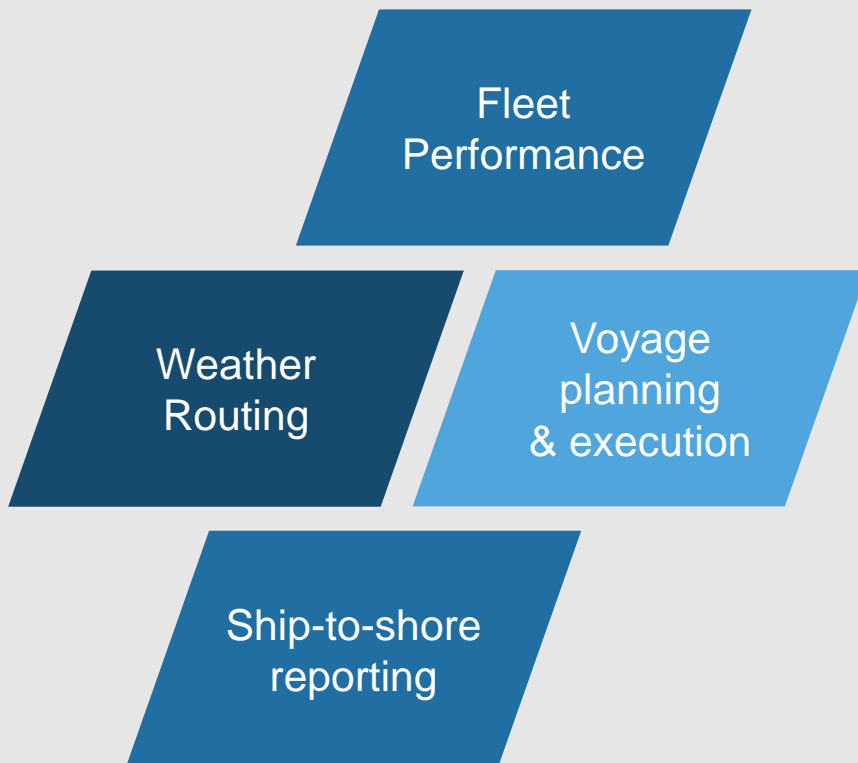 Fleet
Performance
Weather
Routing
Voyage
planning
& execution
Ship-to-shore
reporting